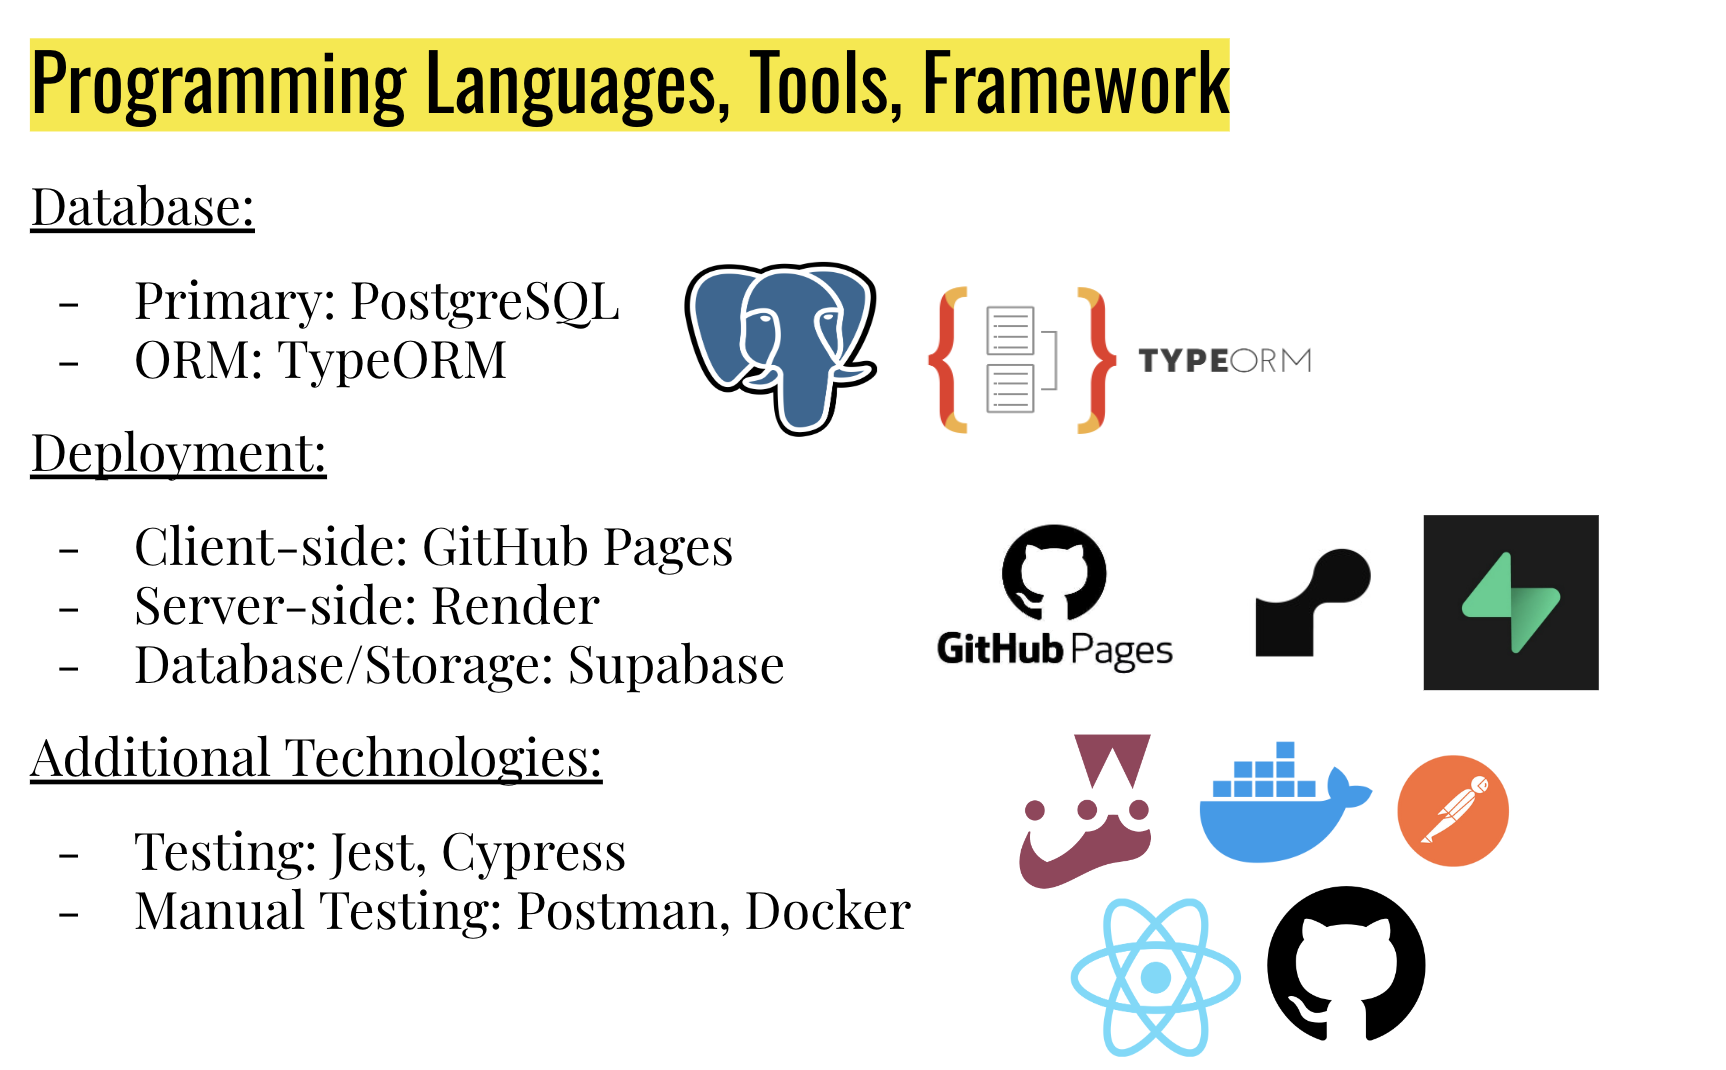 Programming Languages, Tools, Framework
Database:
- Primary: PostgreSQL
- ORM: TypeORM
TYPEORM
Deployment:
- Client-side: GitHub Pages
- Server-side: Render
- Database/Storage: Supabase
GitHub Pages
Additional Technologies:
- Testing: Jest, Cypress
- Manual Testing: Postman, Docker